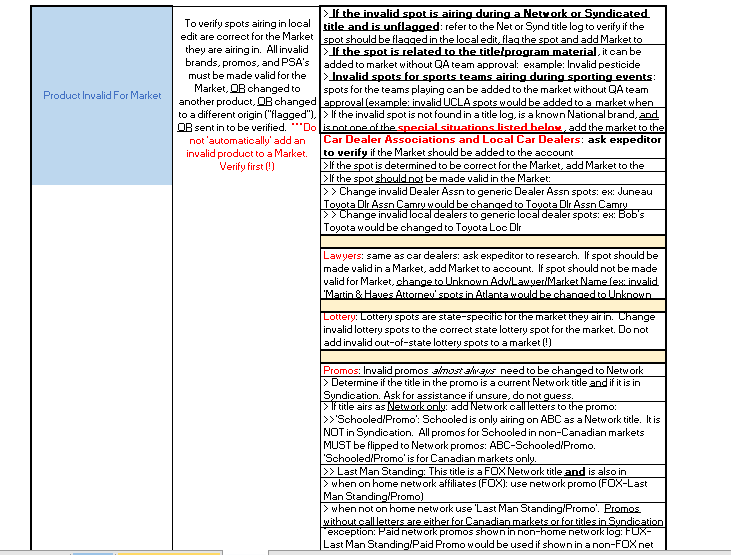 Product Invalid For Market
To verify spots airing in local
edit are correct for the Market
they are airing in.  All invalid
brands, promos, and PSA's
must be made valid for the
Market, OR changed to
another product, OR changed
to a different origin ("flagged"),
OR sent in to be verified. ***Do
not 'automatically' add an
invalid product to a Market.
Verify first (!)
> If the invalid spot is airing during a Network or Syndicated
title and is unflagged: refer to the Net or Synd title log to verify if the
spot should be flagged in the local edit, flag the spot and add Market to
> If the spot is related to the title/program material, it can be
added to market without QA team approval: example: Invalid pesticide
> Invalid spots for sports teams airing during sporting events:
spots for the teams playing can be added to the market without QA team
approval (example: invalid UCLA spots would be added to a market when
> If the invalid spot is not found in a title log, is a known National brand, and
is not one of the special situations listed below, add the market to the
Car Dealer Associations and Local Car Dealers: ask expeditor
to verify if the Market should be added to the account
>If the spot is determined to be correct for the Market, add Market to the
>If the spot should not be made valid in the Market:
> > Change invalid Dealer Assn to generic Dealer Assn spots: ex: Juneau
Toyota Dlr Assn Camry would be changed to Toyota Dlr Assn Camry
> > Change invalid local dealers to generic local dealer spots: ex: Bob's
Toyota would be changed to Toyota Loc Dlr
Lawyers: same as car dealers: ask expeditor to research.  If spot should be
made valid in a Market, add Market to account.  If spot should not be made
valid for Market, change to Unknown Adv/Lawyer/Market Name (ex: invalid
'Martin & Hayes Attorney' spots in Atlanta would be changed to Unknown
Lottery: Lottery spots are state-specific for the market they air in.  Change
invalid lottery spots to the correct state lottery spot for the market. Do not
add invalid out-of-state lottery spots to a market (!)
Promos: Invalid promos almost always need to be changed to Network
> Determine if the title in the promo is a current Network title and if it is in
Syndication. Ask for assistance if unsure, do not guess.
> If title airs as Network only: add Network call letters to the promo:
>>'Schooled/Promo': Schooled is only airing on ABC as a Network title.  It is
NOT in Syndication.  All promos for Schooled in non-Canadian markets
MUST be flipped to Network promos: ABC-Schooled/Promo.
'Schooled/Promo' is for Canadian markets only.
>> Last Man Standing: This title is a FOX Network title and is also in
> when on home network affiliates (FOX): use network promo (FOX-Last
Man Standing/Promo)
> when not on home network use 'Last Man Standing/Promo'.  Promos
without call letters are either for Canadian markets or for titles in Syndication
*exception: Paid network promos shown in non-home network log: FOX-
Last Man Standing/Paid Promo would be used if shown in a non-FOX net